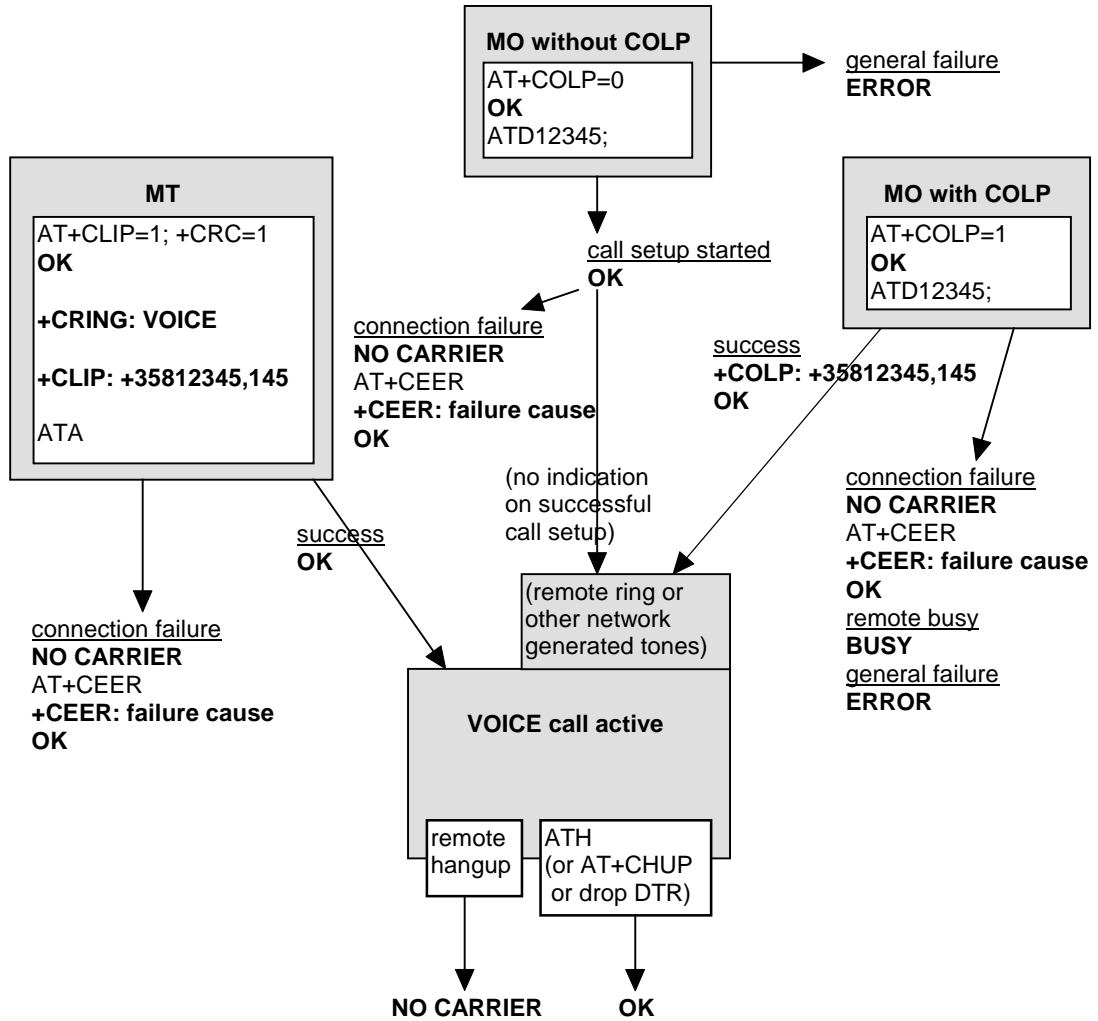 MO without COLP
AT+COLP=0
OK
ATD12345;
general failure
ERROR
MT
AT+CLIP=1; +CRC=1
OK
+CRING: VOICE
+CLIP: +35812345,145
ATA
MO with COLP
AT+COLP=1
OK
ATD12345;
call setup started
OK
connection failure
NO CARRIER
AT+CEER
+CEER: failure cause
OK
success
+COLP: +35812345,145
OK
(no indication
on successful
call setup)
success
OK
connection failure
NO CARRIER
AT+CEER
+CEER: failure cause
OK
remote busy
BUSY
general failure
ERROR
connection failure
NO CARRIER
AT+CEER
+CEER: failure cause
OK
(remote ring or
other network
generated tones)
VOICE call active
remote
hangup
ATH
(or AT+CHUP
or drop DTR)
NO CARRIER
OK